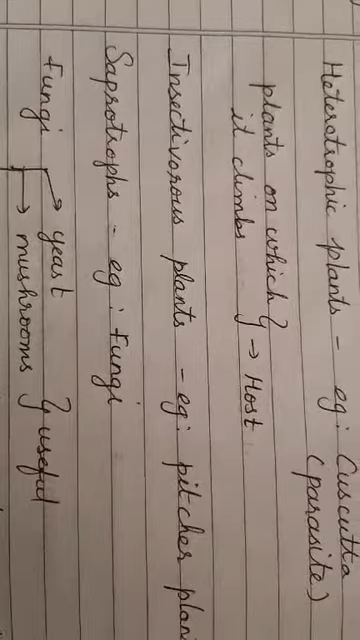 Heterotrophic plants - eg: Cuscutta
(parasite)
plants on which } → Host
it climbs
Insectivorous plants - eg: pitcher plan
Saprotrophs - eg: Fungi
Fungi → yeast } useful
→ mushrooms